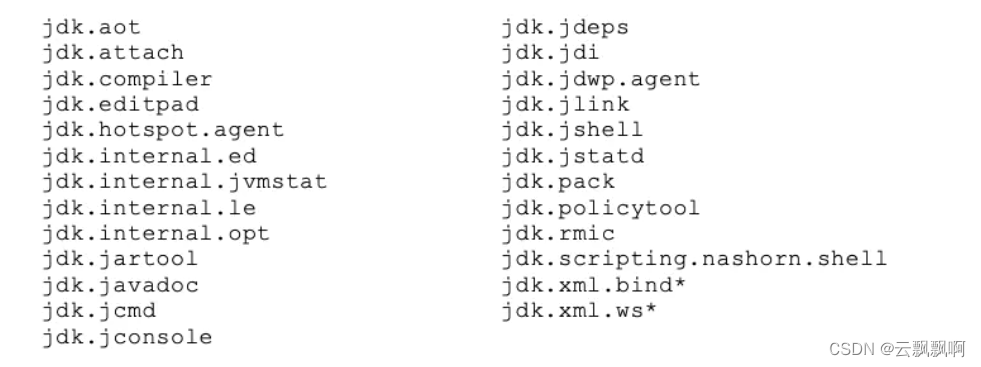 jdk.aot
jdk.attach
jdk.compiler
jdk.editpad
jdk.hotspot.agent
jdk.internal.ed
jdk.internal.jvmstat
jdk.internal.le
jdk.internal.opt
jdk.jartool
jdk.javadoc
jdk.jcmd
jdk.jconsole
jdk.jdeps
jdk.jdi
jdk.jdwp.agent
jdk.jlink
jdk.jshell
jdk.jstatd
jdk.pack
jdk.policytool
jdk.rmic
jdk.scripting.nashorn.shell
jdk.xml.bind*
jdk.xml.ws*
CSDN @云飘飘啊